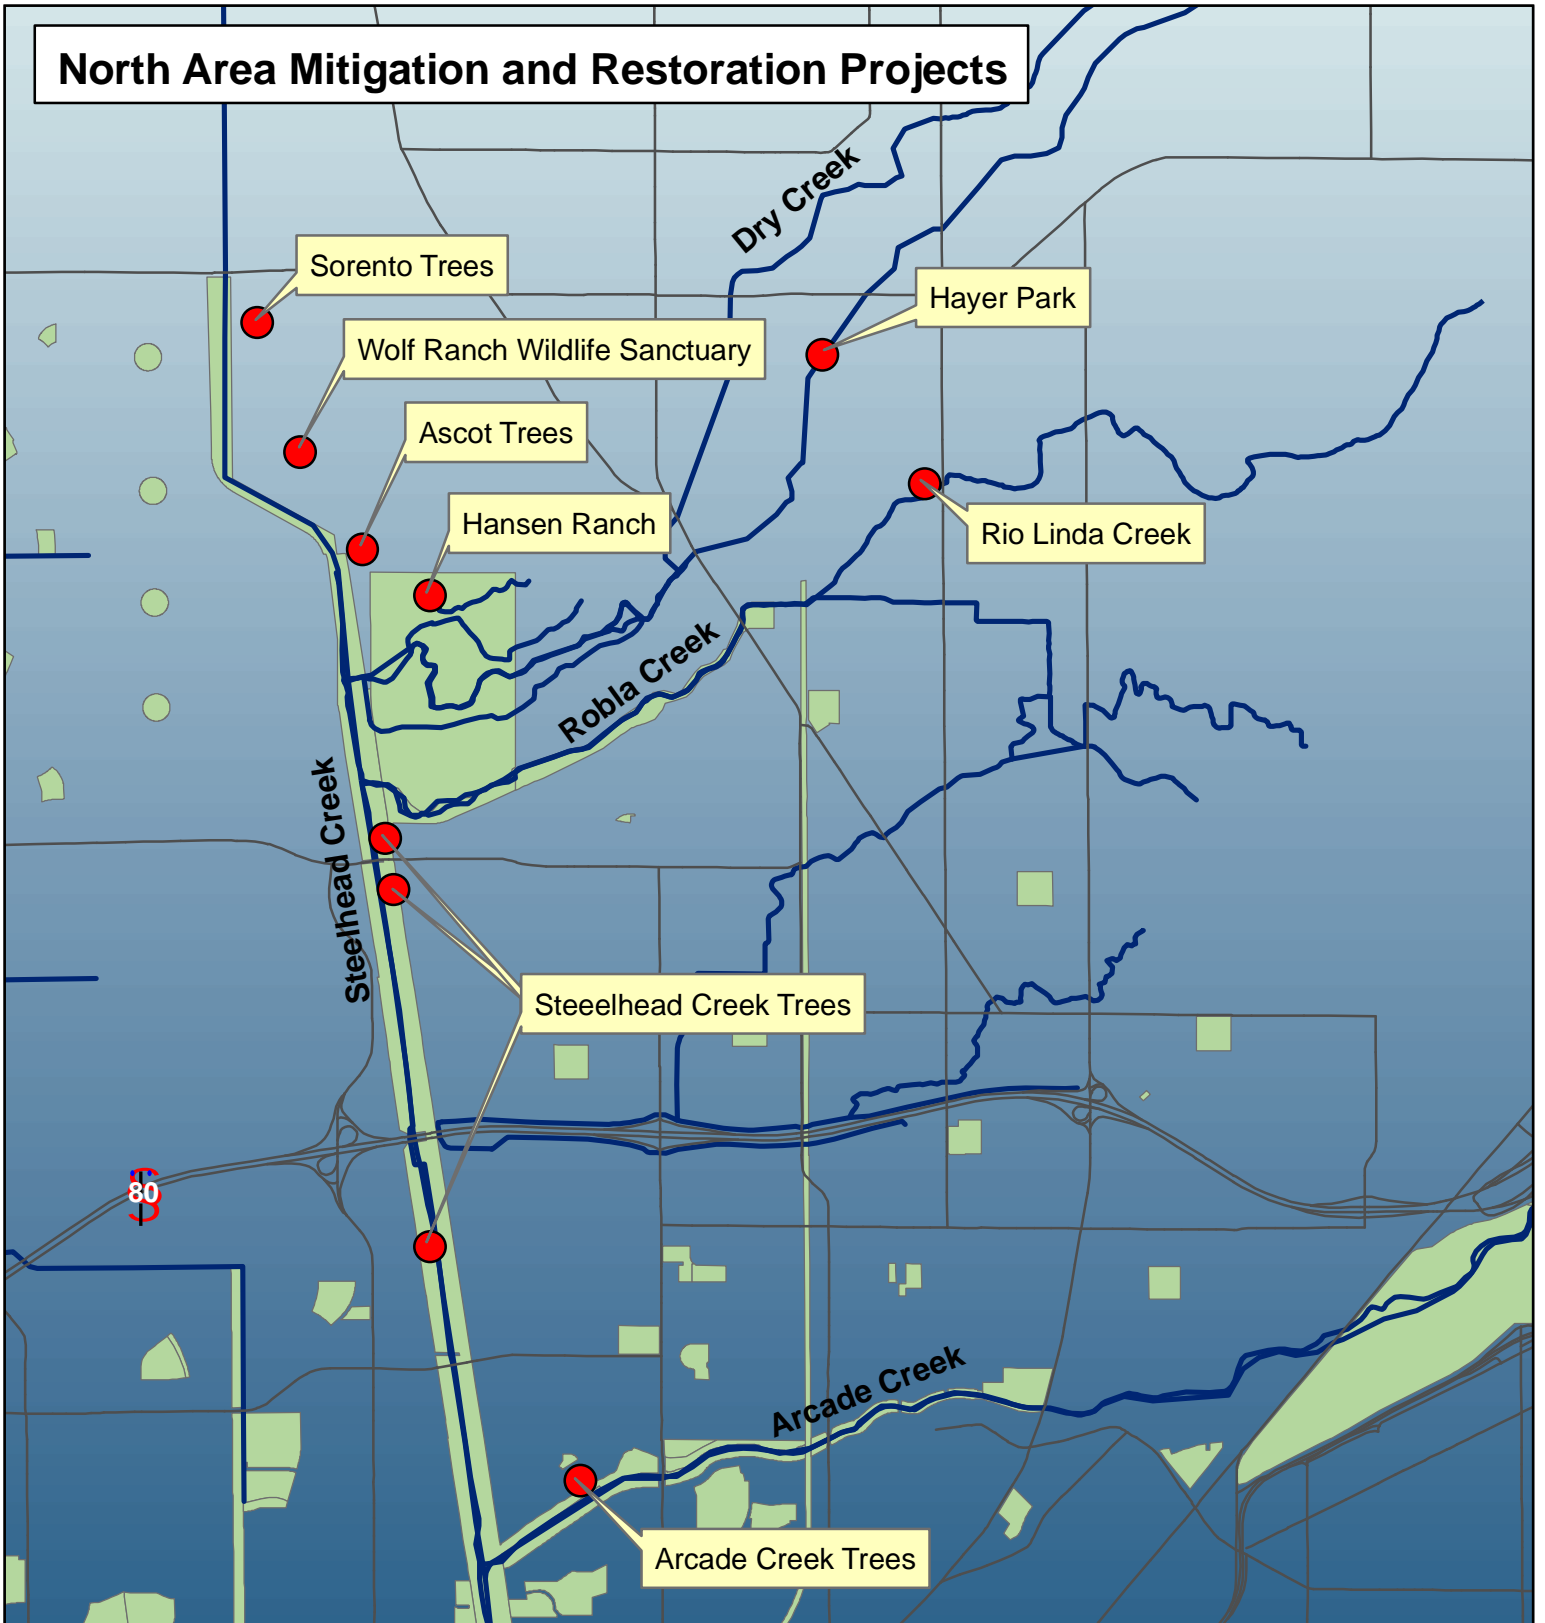 North Area Mitigation and Restoration Projects
Dry Creek
Sorento Trees
Hayer Park
Wolf Ranch Wildlife Sanctuary
Ascot Trees
Hansen Ranch
Rio Linda Creek
Robla Creek
Steelhead Creek
Steeelhead Creek Trees
80
Arcade Creek
Arcade Creek Trees